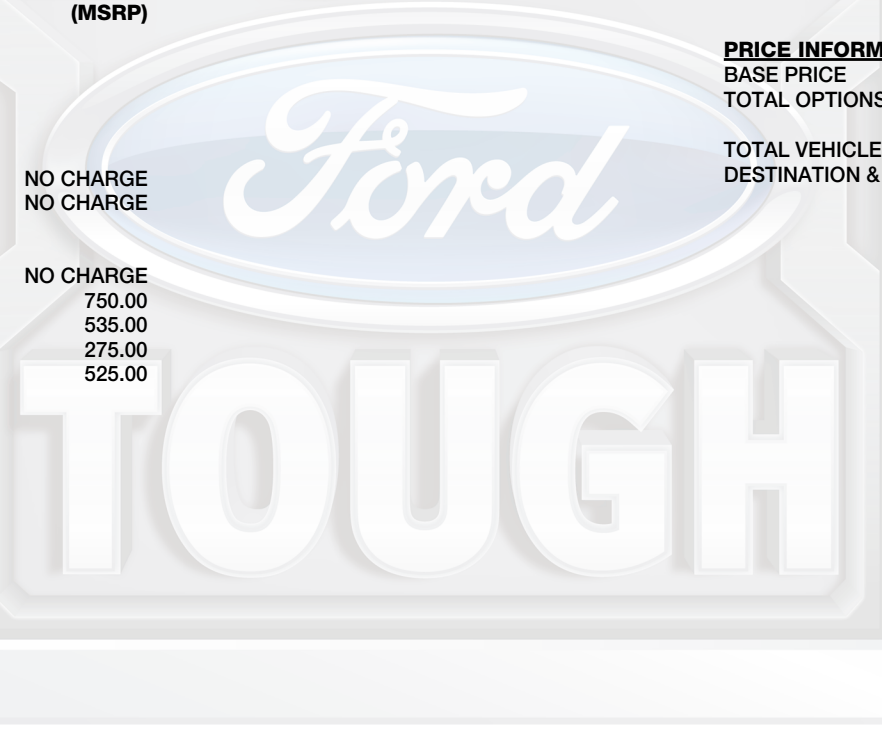 (MSRP)
NO CHARGE
NO CHARGE
NO CHARGE
750.00
535.00
275.00
525.00
PRICE INFORM
BASE PRICE
TOTAL OPTIONS
TOTAL VEHICLE
DESTINATION &
Ford
TOUGH